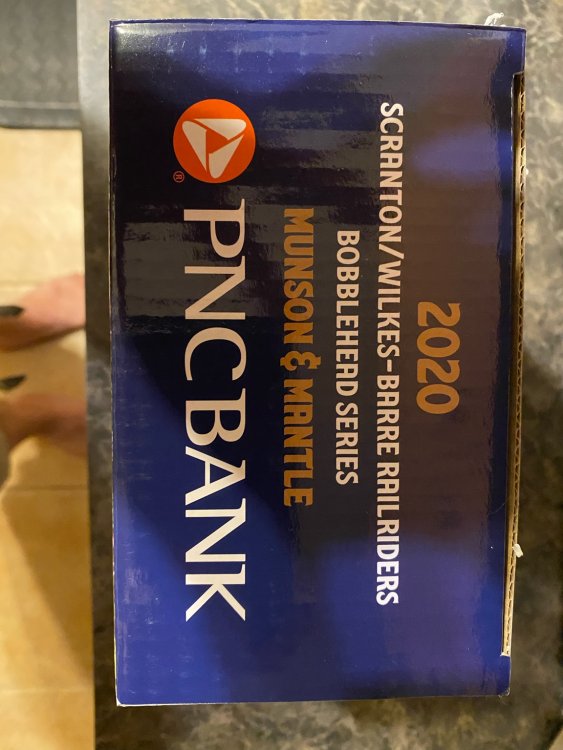 2020
SCRANTON/WILKES-BARRE RAILRIDERS
BOBBLEHEAD SERIES
MUNSON & MANTLE
PNC BANK
®